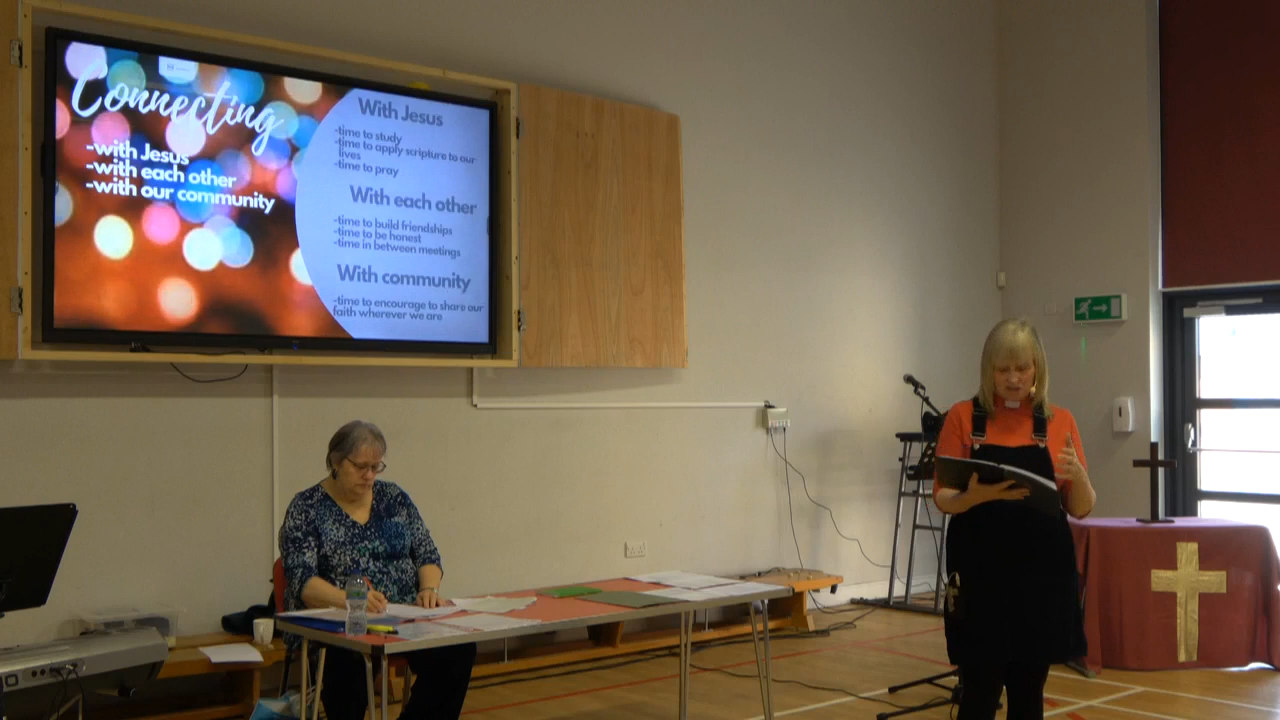 Connecting
-with Jesus
-with each other
-with our community
With Jesus
-time to study
-time to apply scripture to our
lives
-time to pray
With each other
-time to build friendships
-time to be honest
-time in between meetings
With community
-time to encourage to share our
faith wherever we are